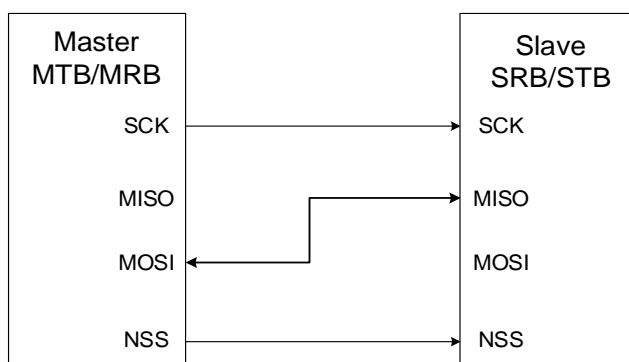 Master
MTB/MRB
SCK
MISO
MOSI
NSS
Slave
SRB/STB
SCK
MISO
MOSI
NSS